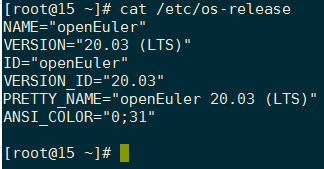 [root@15 ~]# cat /etc/os-release
NAME="openEuler"
VERSION="20.03 (LTS)"
ID="openEuler"
VERSION_ID="20.03"
PRETTY_NAME="openEuler 20.03 (LTS)"
ANSI_COLOR="0;31"
[root@15 ~]#